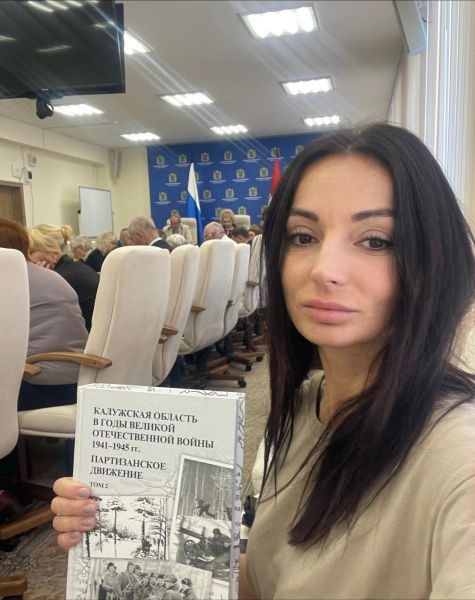 КАЛУЖСКАЯ ОБЛАСТЬ
В ГОДЫ ВЕЛИКОЙ
ОТЕЧЕСТВЕННОЙ ВОЙНЫ
1941–1945 гг.
ПАРТИЗАНСКОЕ
ДВИЖЕНИЕ
ТОМ 2